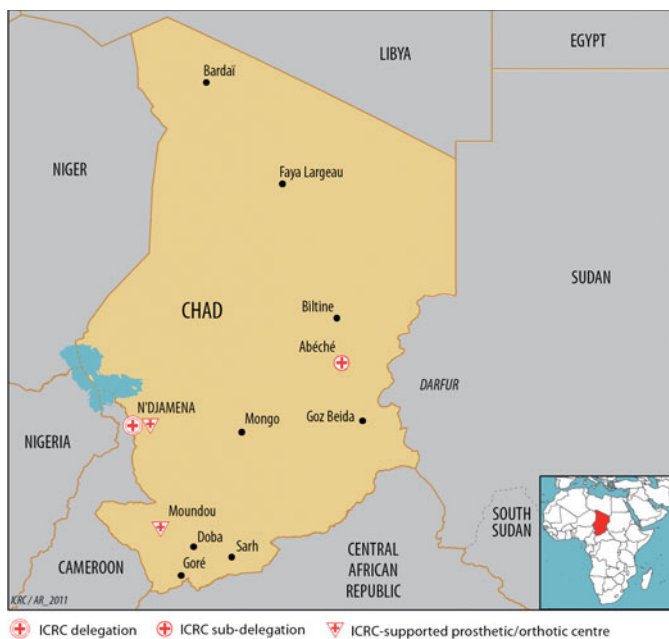 EGYPT
LIBYA
Bardaï
NIGER
Faya Largeau
SUDAN
CHAD
Biltine
Abéché
DARFUR
N'DJAMENA
Mongo
Goz Beida
NIGERIA
Moundou
SOUTH
SUDAN
Doba
Sarh
CENTRAL
AFRICAN
REPUBLIC
CAMEROON
Goré
ICRC / AR_2011
ICRC delegation
ICRC sub-delegation
ICRC-supported prosthetic/orthotic centre